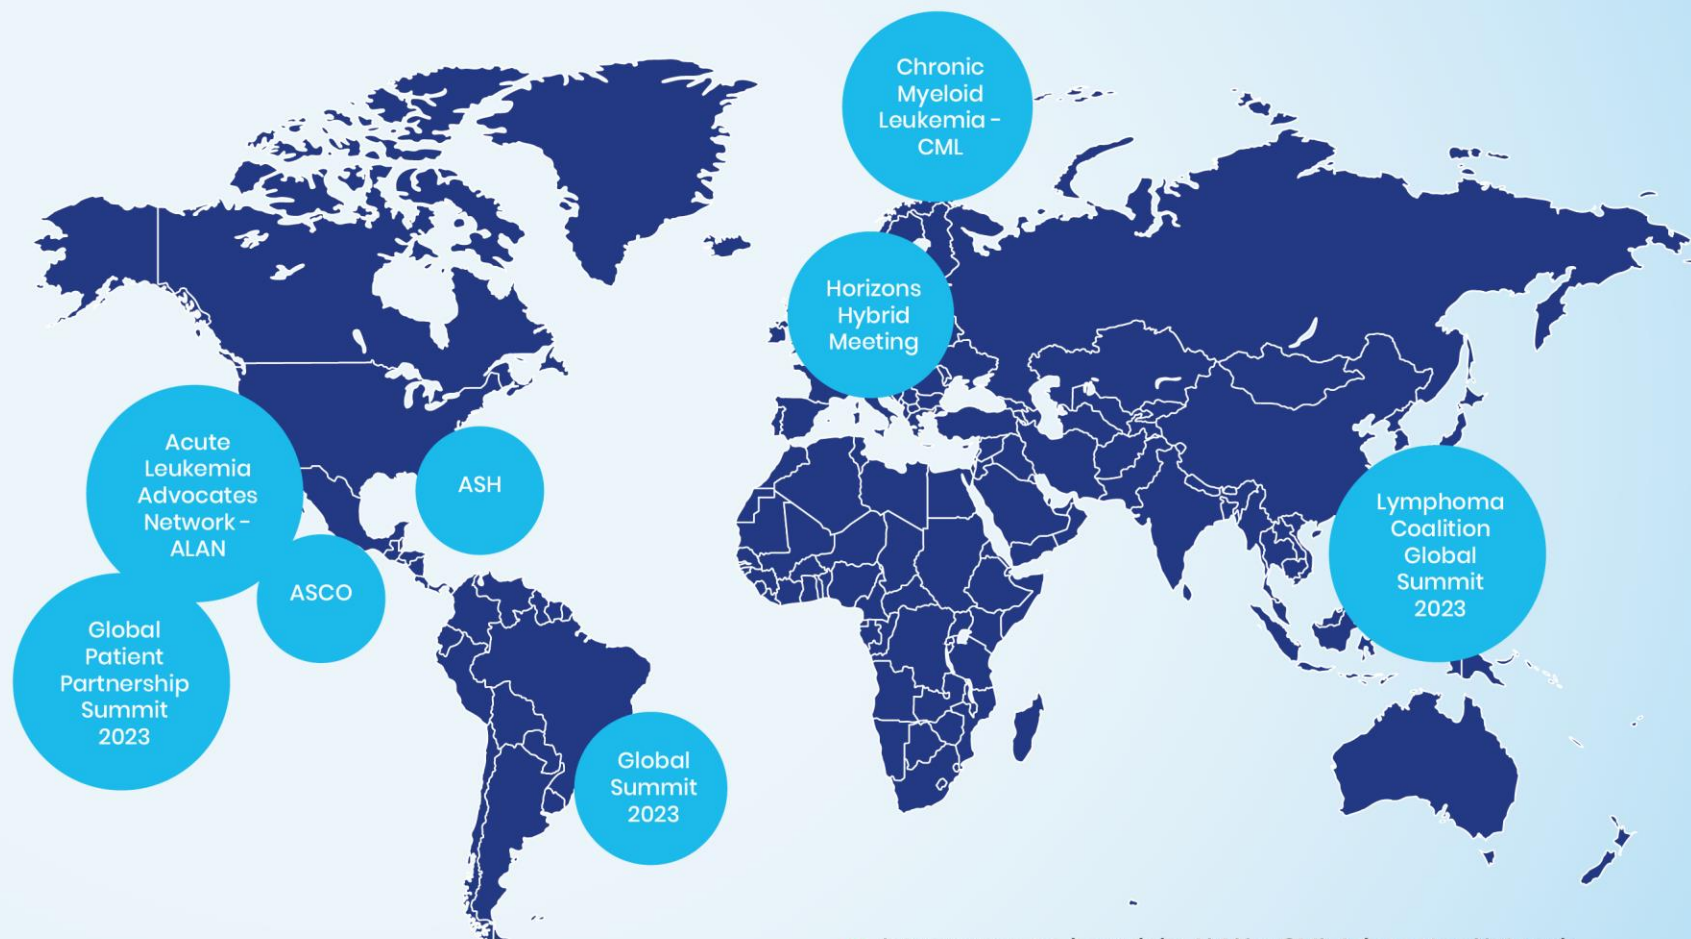 Chronic
Myeloid
Leukemia -
CML
Horizons
Hybrid
Meeting
Acute
Leukemia
Advocates
Network -
ALAN
ASH
ASCO
Global
Patient
Partnership
Summit
2023
Global
Summit
2023
Lymphoma
Coalition
Global
Summit
2023